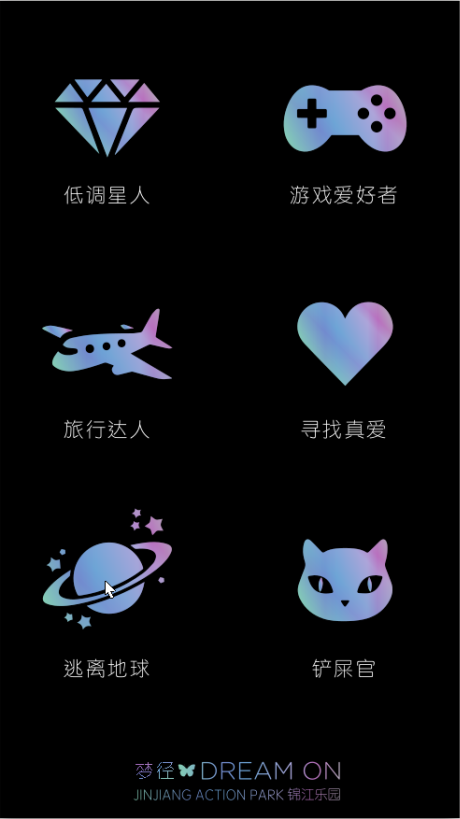 低调星人
游戏爱好者
旅行达人
寻找真爱
逃离地球
铲屎官
梦径 DREAM ON
JINJIANG ACTION PARK 锦江乐园